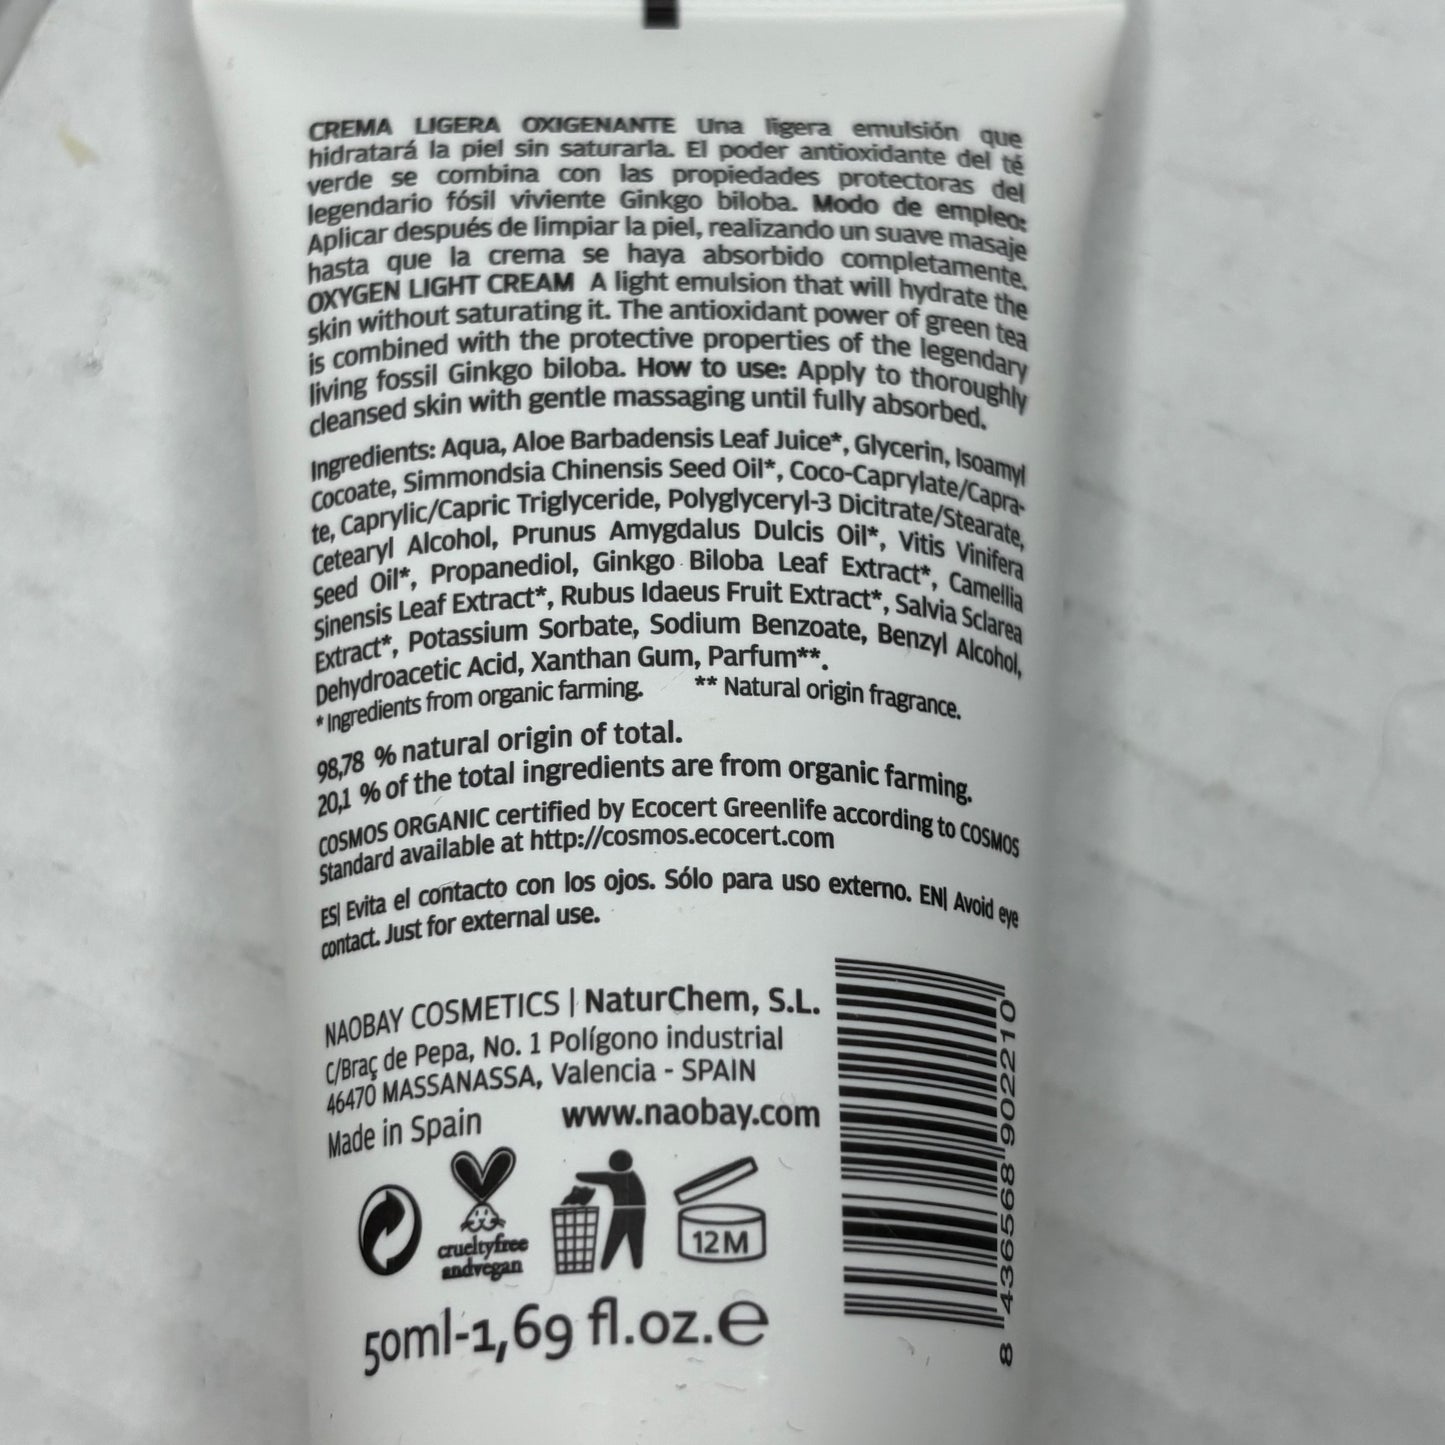 CREMA LIGERA OXIGENANTE Una ligera emulsión que
hidratará la piel sin saturarla. El poder antioxidante del té
verde se combina con las propiedades protectoras del
legendario fósil viviente Ginkgo biloba. Modo de empleo:
Aplicar después de limpiar la piel, realizando un suave masaje
hasta que la crema se haya absorbido completamente.
OXYGEN LIGHT CREAM A light emulsion that will hydrate the
skin without saturating it. The antioxidant power of green tea
is combined with the protective properties of the legendary
living fossil Ginkgo biloba. How to use: Apply to thoroughly
cleansed skin with gentle massaging until fully absorbed.
Ingredients: Aqua, Aloe Barbadensis Leaf Juice*, Glycerin, Isoamyl
Cocoate, Simmondsia Chinensis Seed Oil*, Coco-Caprylate/Capra-
te, Caprylic/Capric Triglyceride, Polyglyceryl-3 Dicitrate/Stearate,
Cetearyl Alcohol, Prunus Amygdalus Dulcis Oil*, Vitis Vinifera
Seed Oil*, Propanediol, Ginkgo Biloba Leaf Extract*, Camellia
Sinensis Leaf Extract*, Rubus Idaeus Fruit Extract*, Salvia Sclarea
Extract*, Potassium Sorbate, Sodium Benzoate, Benzyl Alcohol,
Dehydroacetic Acid, Xanthan Gum, Parfum**.
* Ingredients from organic farming. ** Natural origin fragrance.
98,78 % natural origin of total.
20,1 % of the total ingredients are from organic farming.
COSMOS ORGANIC certified by Ecocert Greenlife according to COSMOS
Standard available at http://cosmos.ecocert.com
ES| Evita el contacto con los ojos. Sólo para uso externo. EN| Avoid eye
contact. Just for external use.
NAOBAY COSMETICS | NaturChem, S.L.
C/Braç de Pepa, No. 1 Polígono industrial
46470 MASSANASSA, Valencia - SPAIN
Made in Spain www.naobay.com
crueltyfree
andvegan
12M
50ml-1,69 fl.oz.e
8 436568 902210